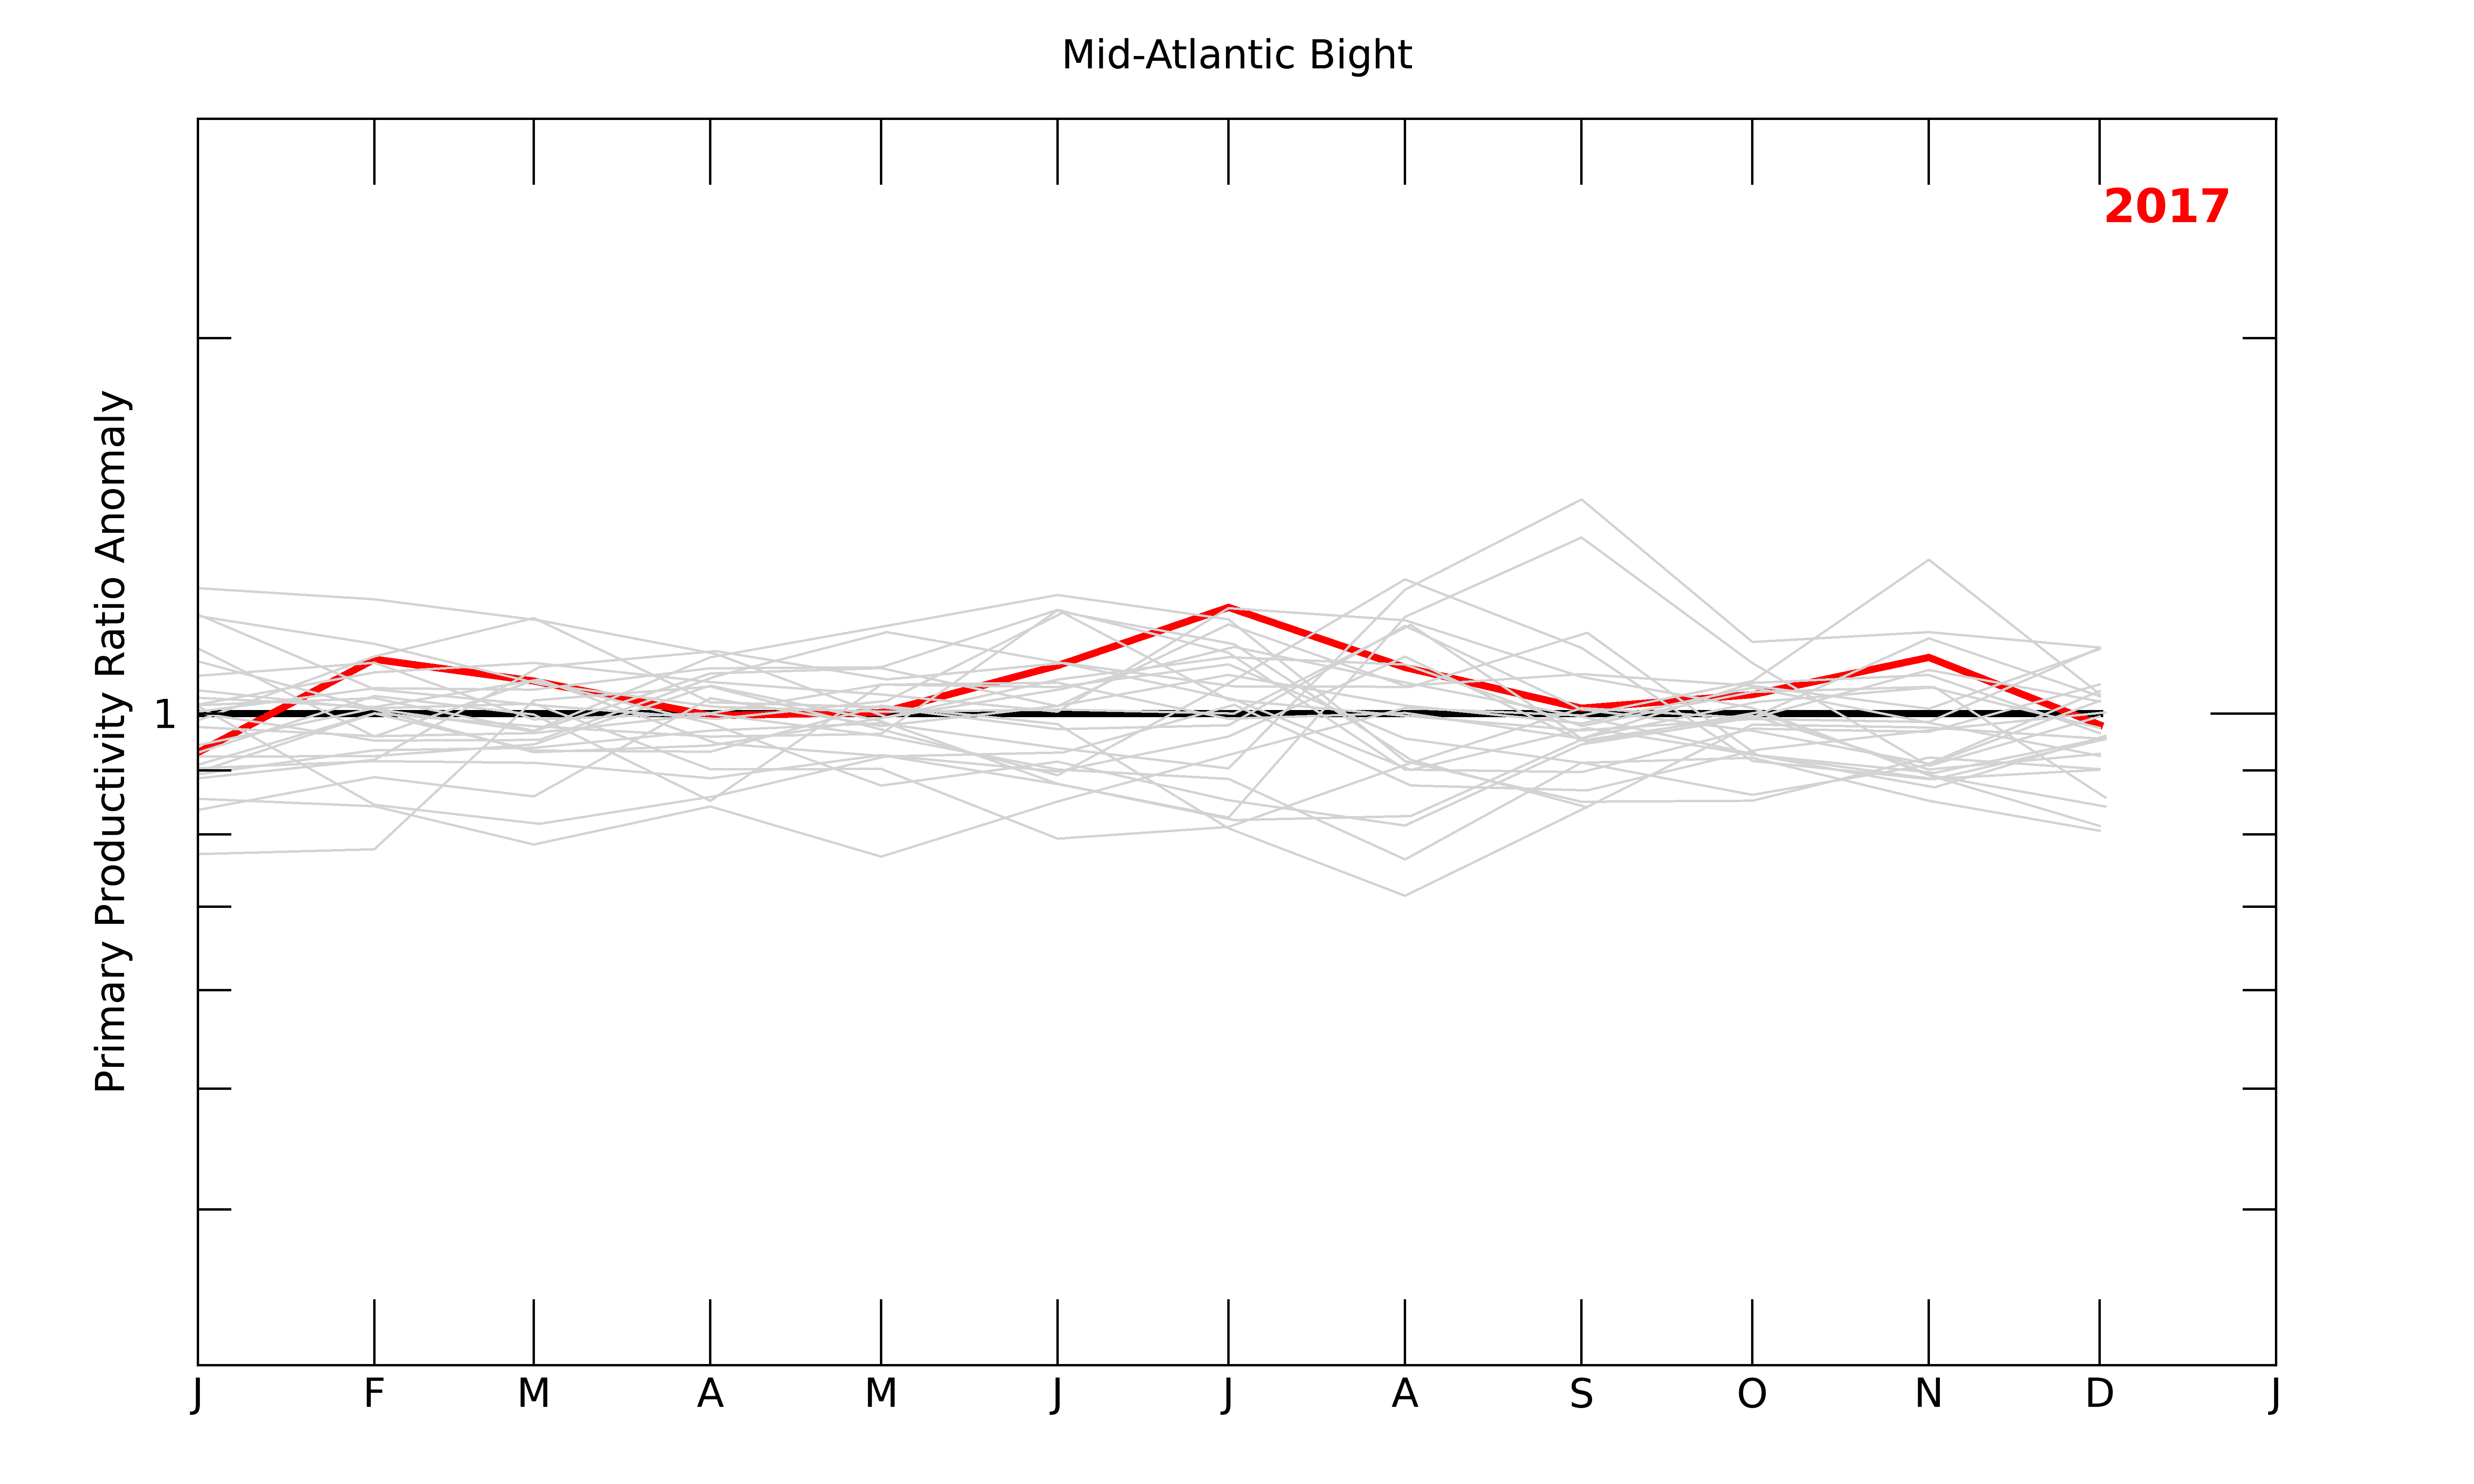 Mid-Atlantic Bight
2017
Primary Productivity Ratio Anomaly
1
J F M A M J J A S O N D J